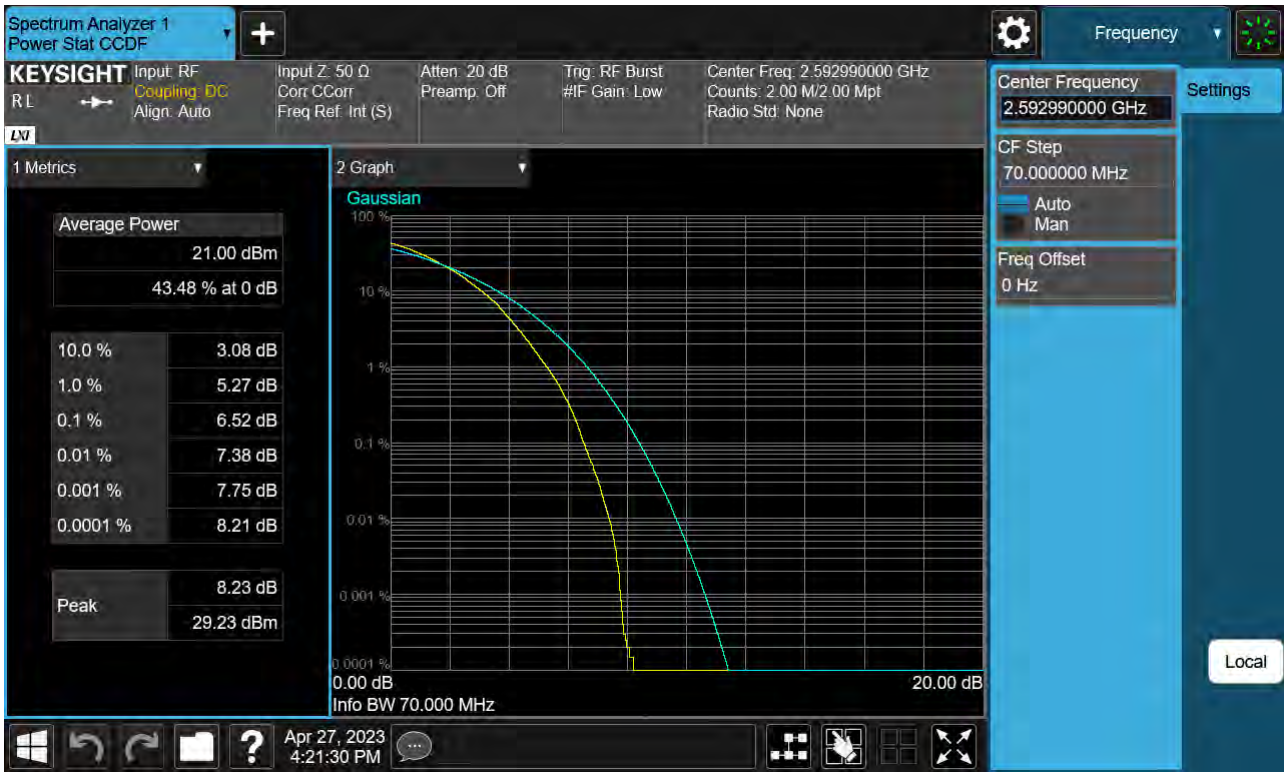 Spectrum Analyzer 1
Power Stat CCDF
Frequency
KEYSIGHT
RL
LXI
Input: RF
Coupling: DC
Align: Auto
Input Z: 50 Ω
Corr CCorr
Freq Ref: Int (S)
Atten: 20 dB
Preamp: Off
Trig: RF Burst
#IF Gain: Low
Center Freq: 2.592990000 GHz
Counts: 2.00 M/2.00 Mpt
Radio Std: None
Center Frequency
2.592990000 GHz
Settings
CF Step
70.000000 MHz
Auto
Man
Freq Offset
0 Hz
1 Metrics
Average Power
21.00 dBm
43.48 % at 0 dB
10.0 % 3.08 dB
1.0 % 5.27 dB
0.1 % 6.52 dB
0.01 % 7.38 dB
0.001 % 7.75 dB
0.0001 % 8.21 dB
Peak 8.23 dB
29.23 dBm
2 Graph
Gaussian
100 %
10 %
1 %
0.1 %
0.01 %
0.001 %
0.0001 %
0.00 dB 20.00 dB
Info BW 70.000 MHz
Local
Apr 27, 2023
4:21:30 PM